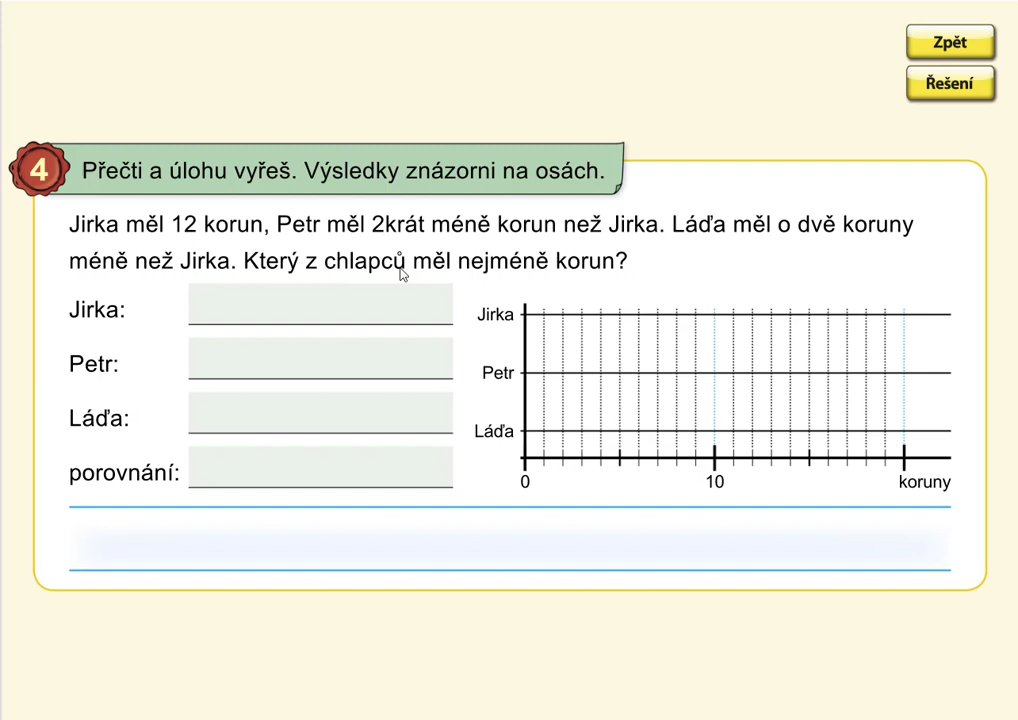 Zpět
Řešení
4 Přečti a úlohu vyřeš. Výsledky znázorni na osách.
Jirka měl 12 korun, Petr měl 2krát méně korun než Jirka. Láďa měl o dvě koruny
méně než Jirka. Který z chlapců měl nejméně korun?
Jirka:
Petr:
Láďa:
porovnání:
Jirka
Petr
Láďa
0 10 koruny